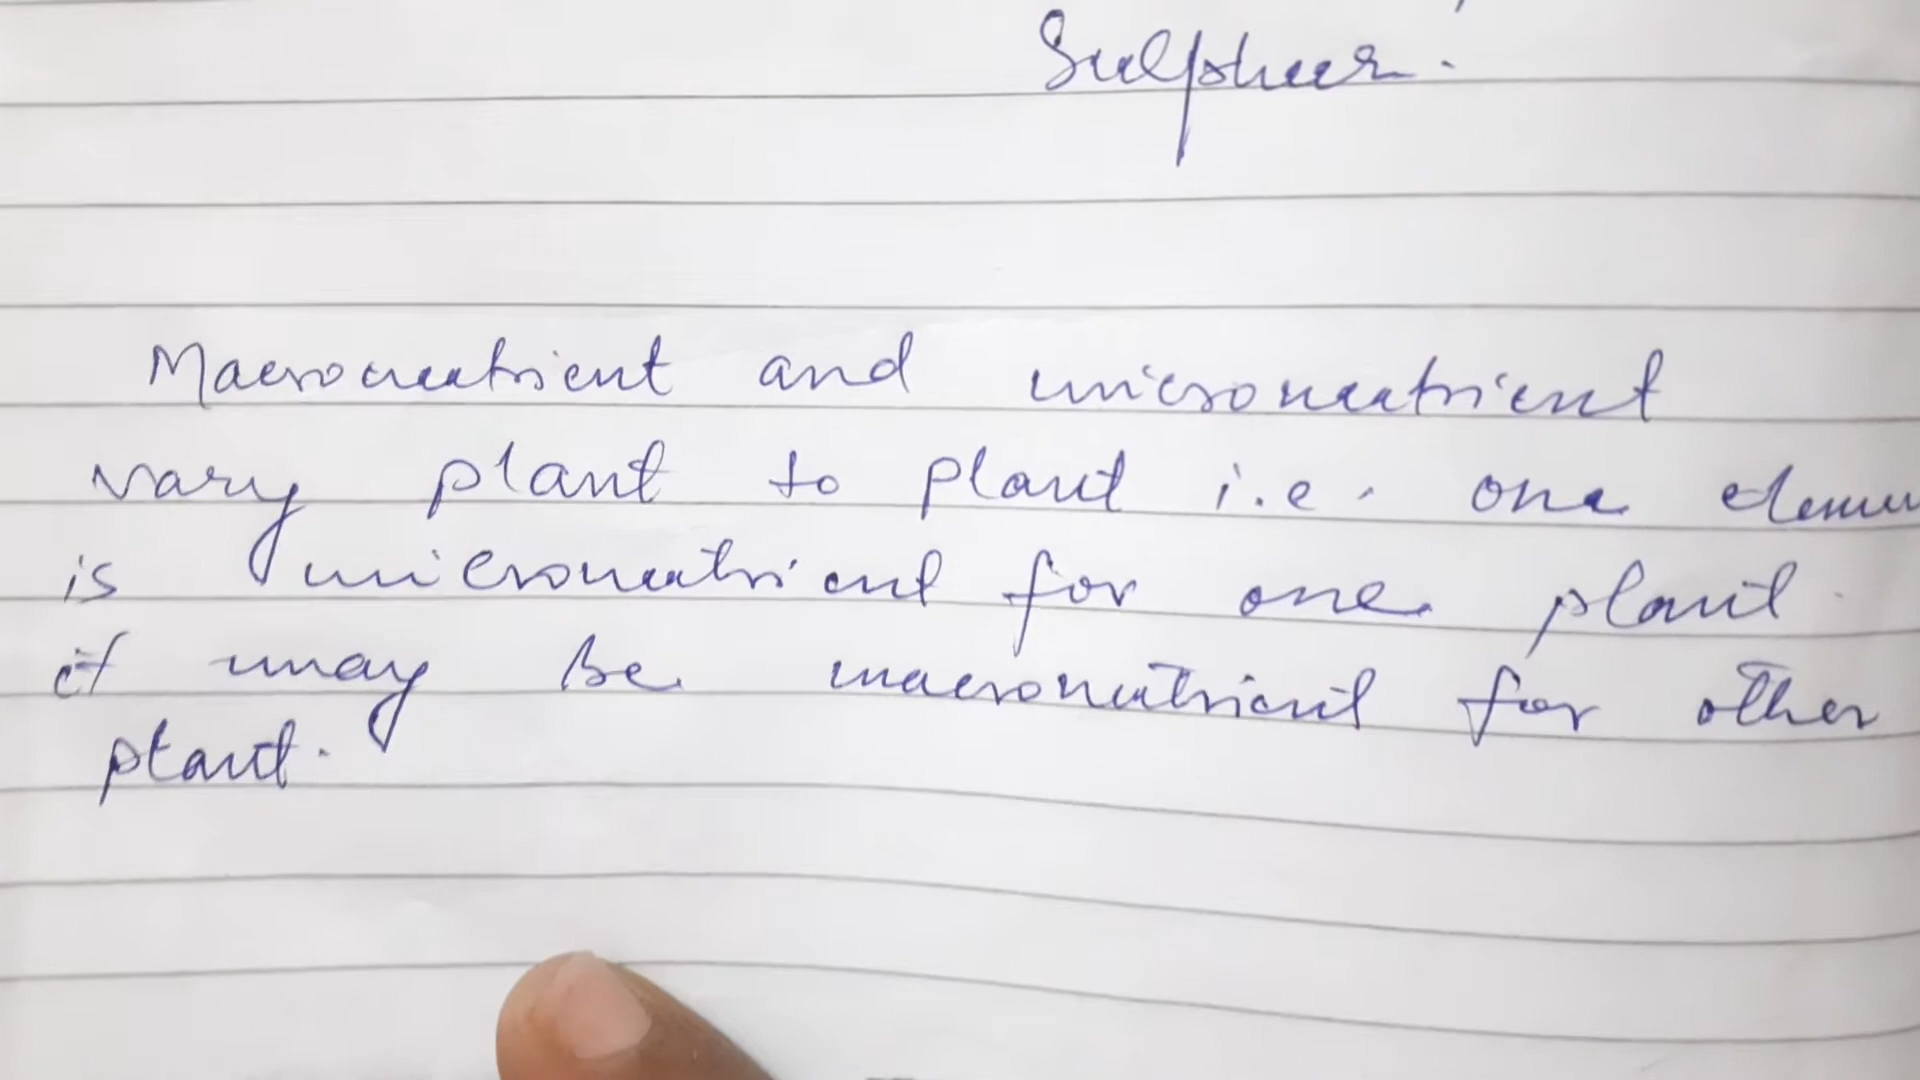 Sulphur.
Macronutrient and micronutrient
vary plant to plant i.e. one
is micronutrient for one plant
it may be macronutrient for other
plant.